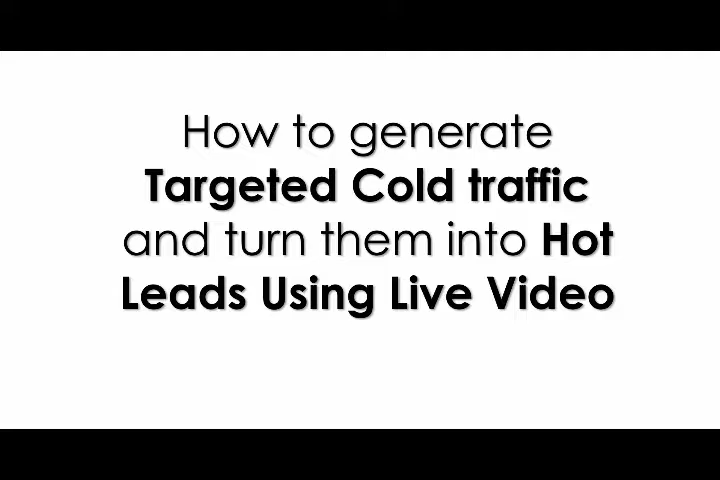 How to generate
Targeted Cold traffic
and turn them into Hot
Leads Using Live Video